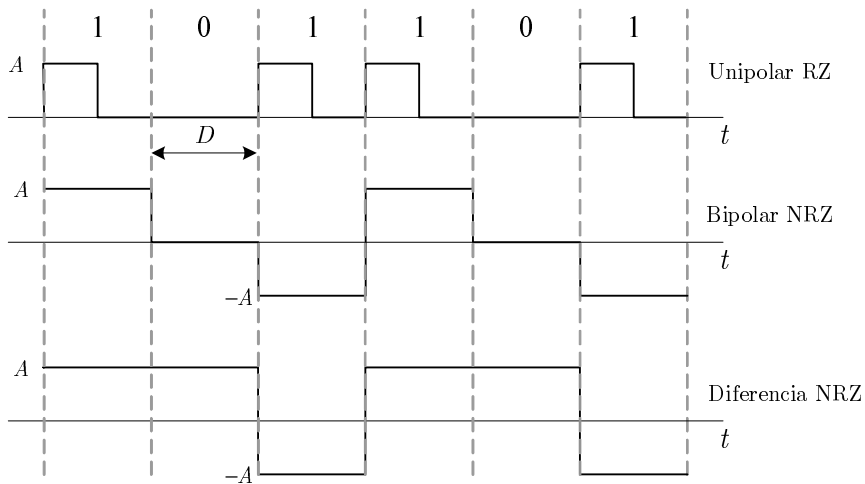 1 0 1 1 0 1
A
Unipolar RZ
t
D
A
Bipolar NRZ
t
–A
A
Diferencia NRZ
t
–A